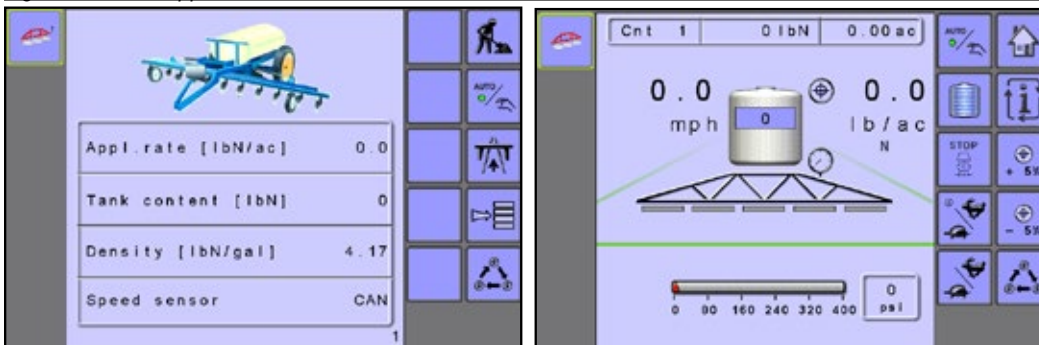 AUTO
Appl.rate [lbN/ac] 0.0
Tank content [lbN] 0
Density [lbN/gal] 4.17
Speed sensor CAN
1
Cnt 1 0 lbN 0.00 ac
AUTO
0.0 mph
0
0.0 lb/ac
N
i
STOP
+ 5%
- 5%
0 80 160 240 320 400
0 psi